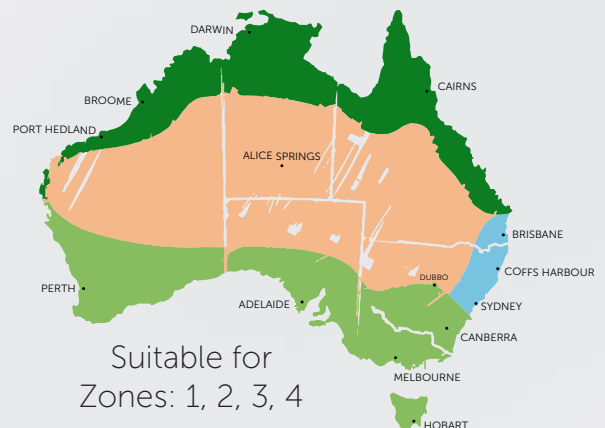 DARWIN
CAIRNS
BROOME
PORT HEDLAND
ALICE SPRINGS
BRISBANE
COFFS HARBOUR
DUBBO
PERTH
ADELAIDE
SYDNEY
CANBERRA
Suitable for
Zones: 1, 2, 3, 4
MELBOURNE
HOBART